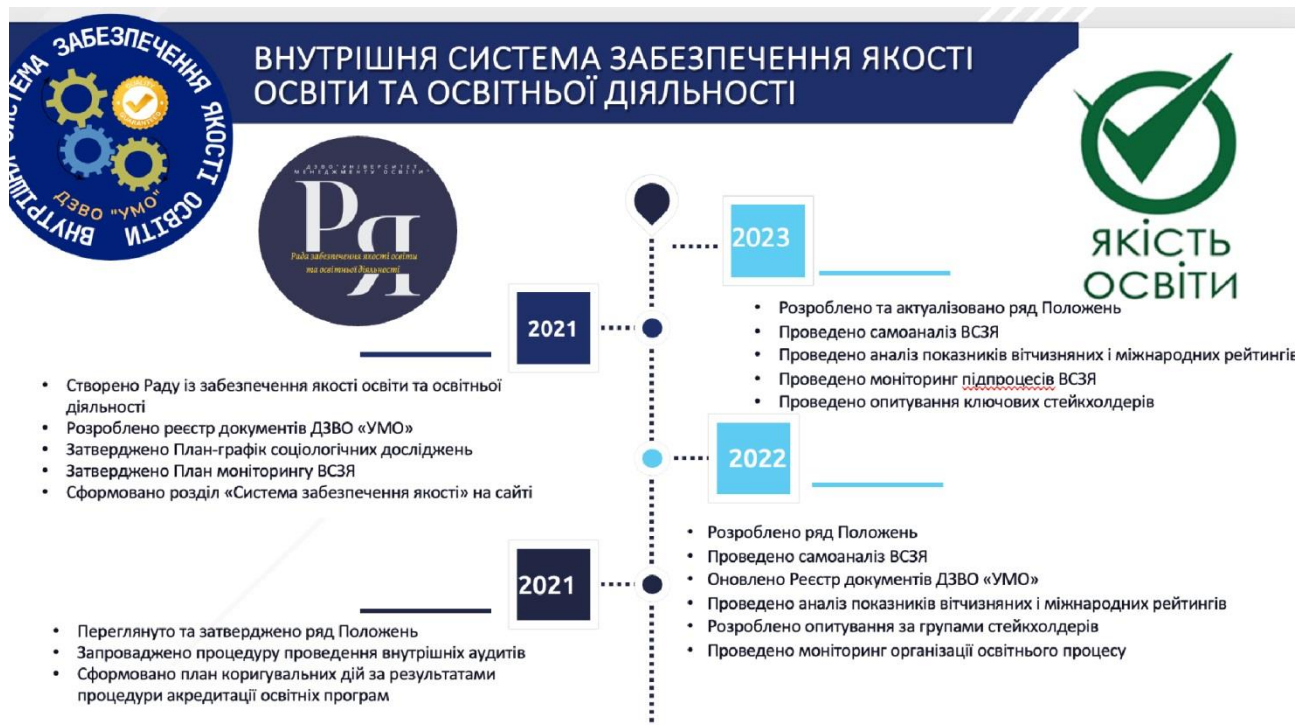 ВНУТРІШНЯ СИСТЕМА ЗАБЕЗПЕЧЕННЯ ЯКОСТІ ОСВІТИ
ДЗВО "УМО"
ВНУТРІШНЯ СИСТЕМА ЗАБЕЗПЕЧЕННЯ ЯКОСТІ
ОСВІТИ ТА ОСВІТНЬОЇ ДІЯЛЬНОСТІ
ДЗВО "УНІВЕРСИТЕТ
МЕНЕДЖМЕНТУ ОСВІТИ"
РЯ
Рада забезпечення якості освіти
та освітньої діяльності
ЯКІСТЬ
ОСВІТИ
2021
• Створено Раду із забезпечення якості освіти та освітньої
діяльності
• Розроблено реєстр документів ДЗВО «УМО»
• Затверджено План-графік соціологічних досліджень
• Затверджено План моніторингу ВСЗЯ
• Сформовано розділ «Система забезпечення якості» на сайті
2021
• Переглянуто та затверджено ряд Положень
• Запроваджено процедуру проведення внутрішніх аудитів
• Сформовано план коригувальних дій за результатами
процедури акредитації освітніх програм
2023
• Розроблено та актуалізовано ряд Положень
• Проведено самоаналіз ВСЗЯ
• Проведено аналіз показників вітчизняних і міжнародних рейтингів
• Проведено моніторинг підпроцесів ВСЗЯ
• Проведено опитування ключових стейкхолдерів
2022
• Розроблено ряд Положень
• Проведено самоаналіз ВСЗЯ
• Оновлено Реєстр документів ДЗВО «УМО»
• Проведено аналіз показників вітчизняних і міжнародних рейтингів
• Розроблено опитування за групами стейкхолдерів
• Проведено моніторинг організації освітнього процесу